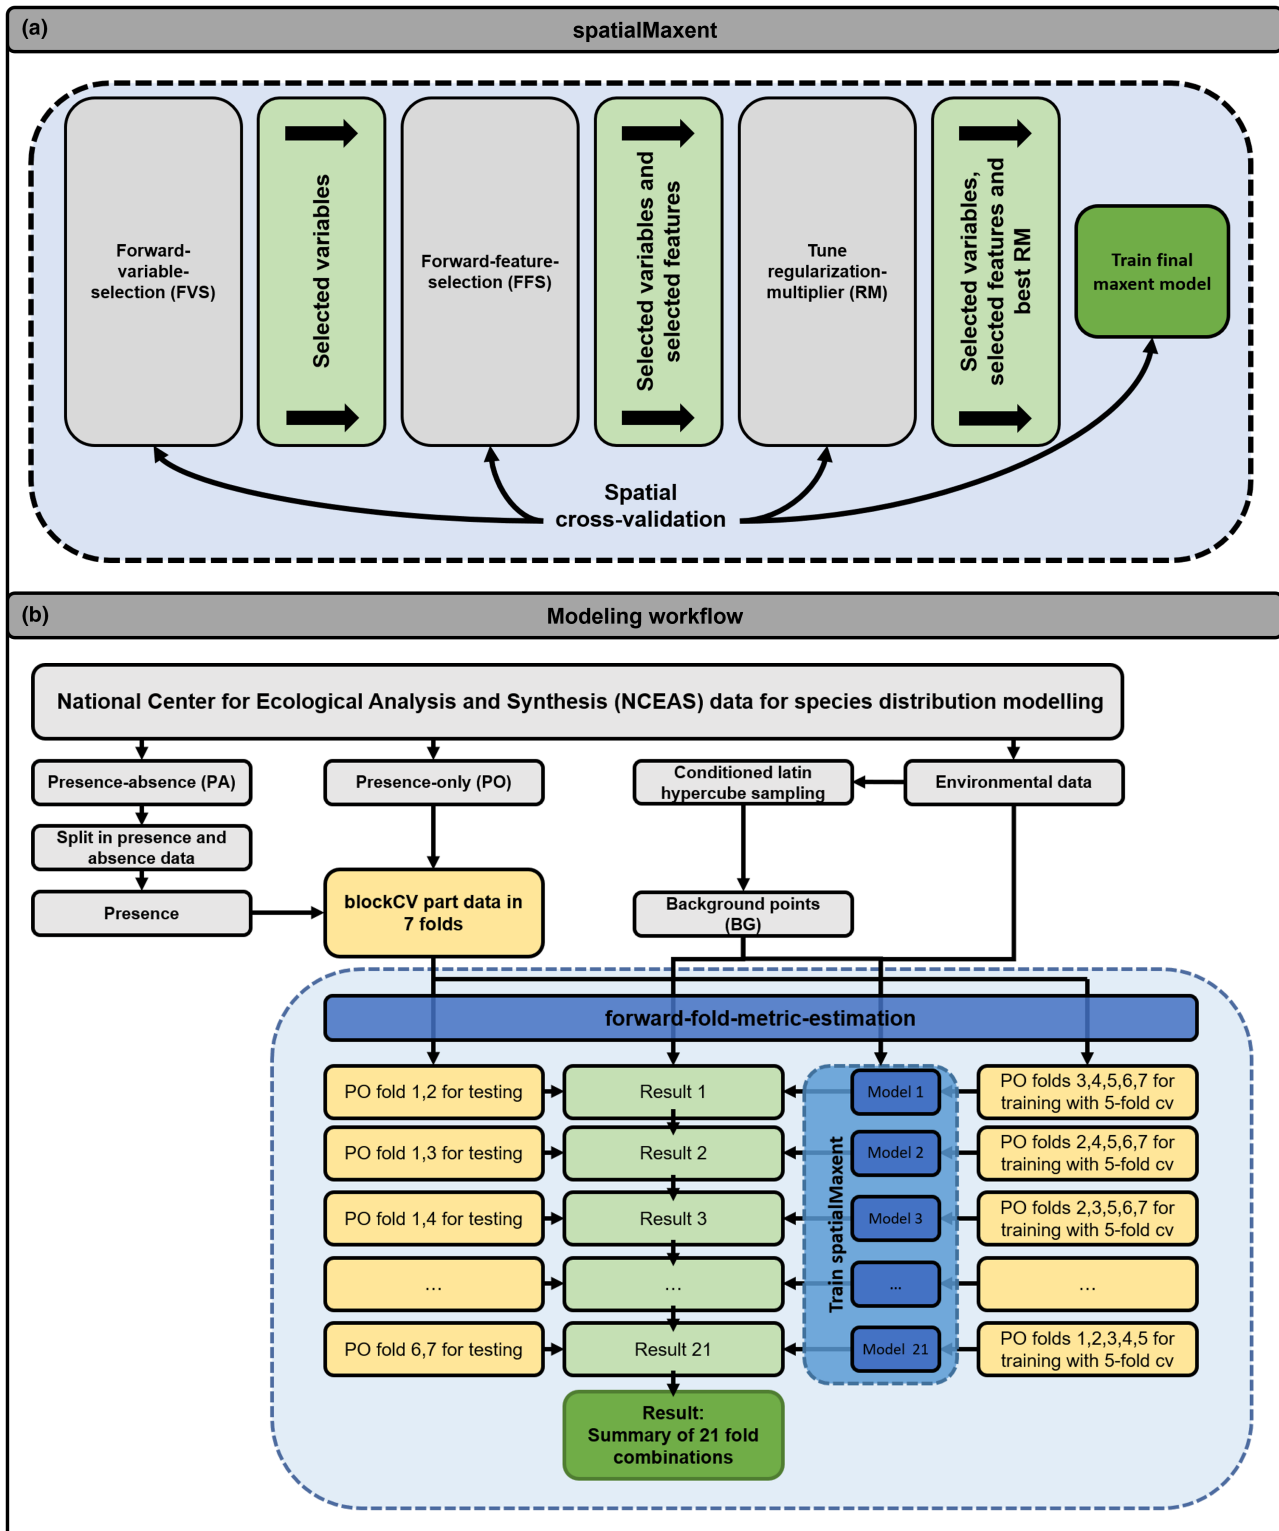 (a)
spatialMaxent
Forward-
variable-
selection (FVS)
Selected variables
Forward-feature-
selection (FFS)
Selected variables and
selected features
Tune
regularization-
multiplier (RM)
Selected variables,
selected features and
best RM
Train final
maxent model
Spatial
cross-validation
(b)
Modeling workflow
National Center for Ecological Analysis and Synthesis (NCEAS) data for species distribution modelling
Presence-absence (PA)
Presence-only (PO)
Conditioned latin
hypercube sampling
Environmental data
Split in presence and
absence data
Presence
blockCV part data in
7 folds
Background points
(BG)
forward-fold-metric-estimation
PO fold 1,2 for testing
Result 1
Model 1
PO folds 3,4,5,6,7 for
training with 5-fold cv
PO fold 1,3 for testing
Result 2
Model 2
PO folds 2,4,5,6,7 for
training with 5-fold cv
PO fold 1,4 for testing
Result 3
Model 3
PO folds 2,3,5,6,7 for
training with 5-fold cv
...
...
...
...
PO fold 6,7 for testing
Result 21
Model 21
PO folds 1,2,3,4,5 for
training with 5-fold cv
Train spatialMaxent
Result:
Summary of 21 fold
combinations